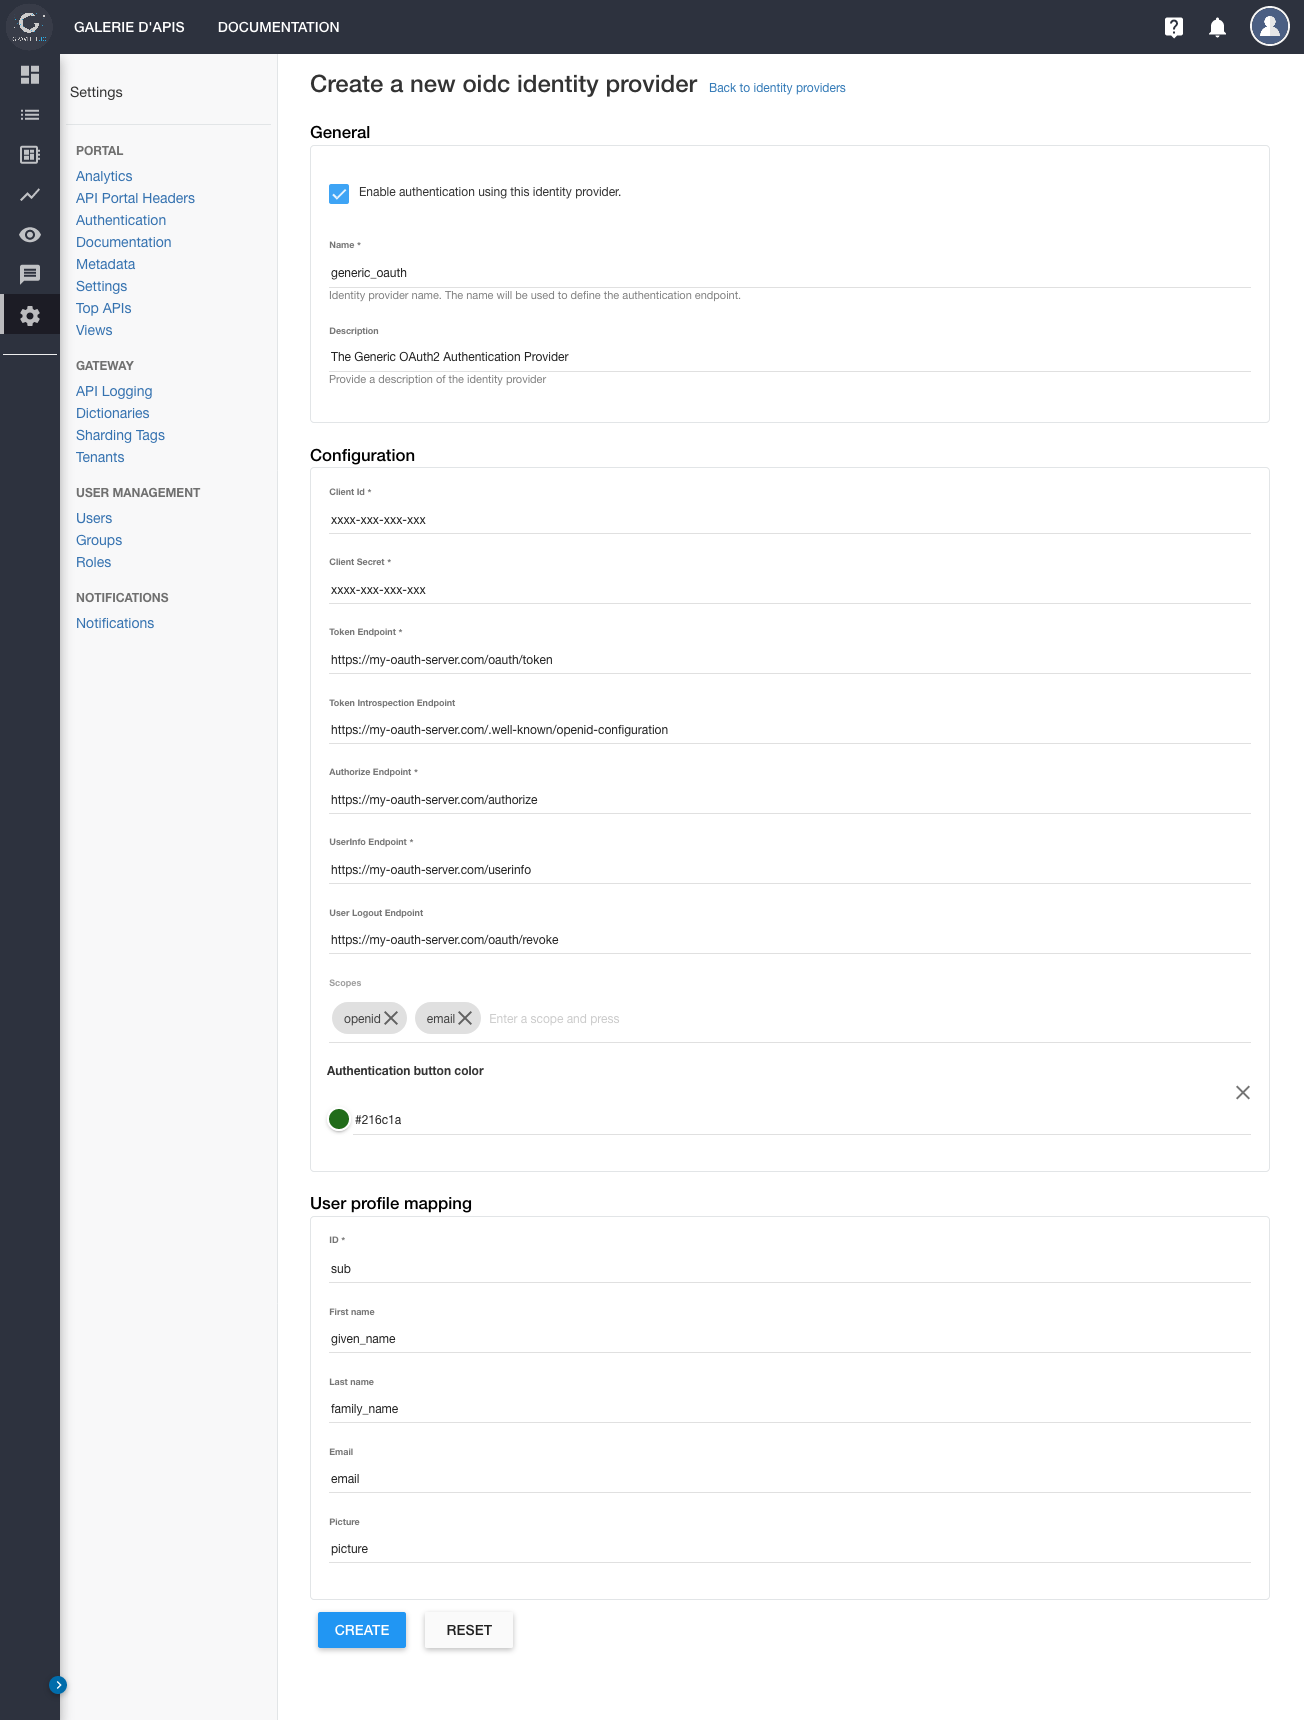 GALERIE D'APIS
DOCUMENTATION
Settings
PORTAL
Analytics
API Portal Headers
Authentication
Documentation
Metadata
Settings
Top APIs
Views
GATEWAY
API Logging
Dictionaries
Sharding Tags
Tenants
USER MANAGEMENT
Users
Groups
Roles
NOTIFICATIONS
Notifications
Create a new oidc identity provider
Back to identity providers
General
Enable authentication using this identity provider.
Name *
generic_oauth
Identity provider name. The name will be used to define the authentication endpoint.
Description
The Generic OAuth2 Authentication Provider
Provide a description of the identity provider
Configuration
Client Id *
xxxx-xxx-xxx-xxx
Client Secret *
xxxx-xxx-xxx-xxx
Token Endpoint *
https://my-oauth-server.com/oauth/token
Token Introspection Endpoint
https://my-oauth-server.com/.well-known/openid-configuration
Authorize Endpoint *
https://my-oauth-server.com/authorize
UserInfo Endpoint *
https://my-oauth-server.com/userinfo
User Logout Endpoint
https://my-oauth-server.com/oauth/revoke
Scopes
openid email Enter a scope and press
Authentication button color
#216c1a
User profile mapping
ID *
sub
First name
given_name
Last name
family_name
Email
email
Picture
picture
CREATE RESET